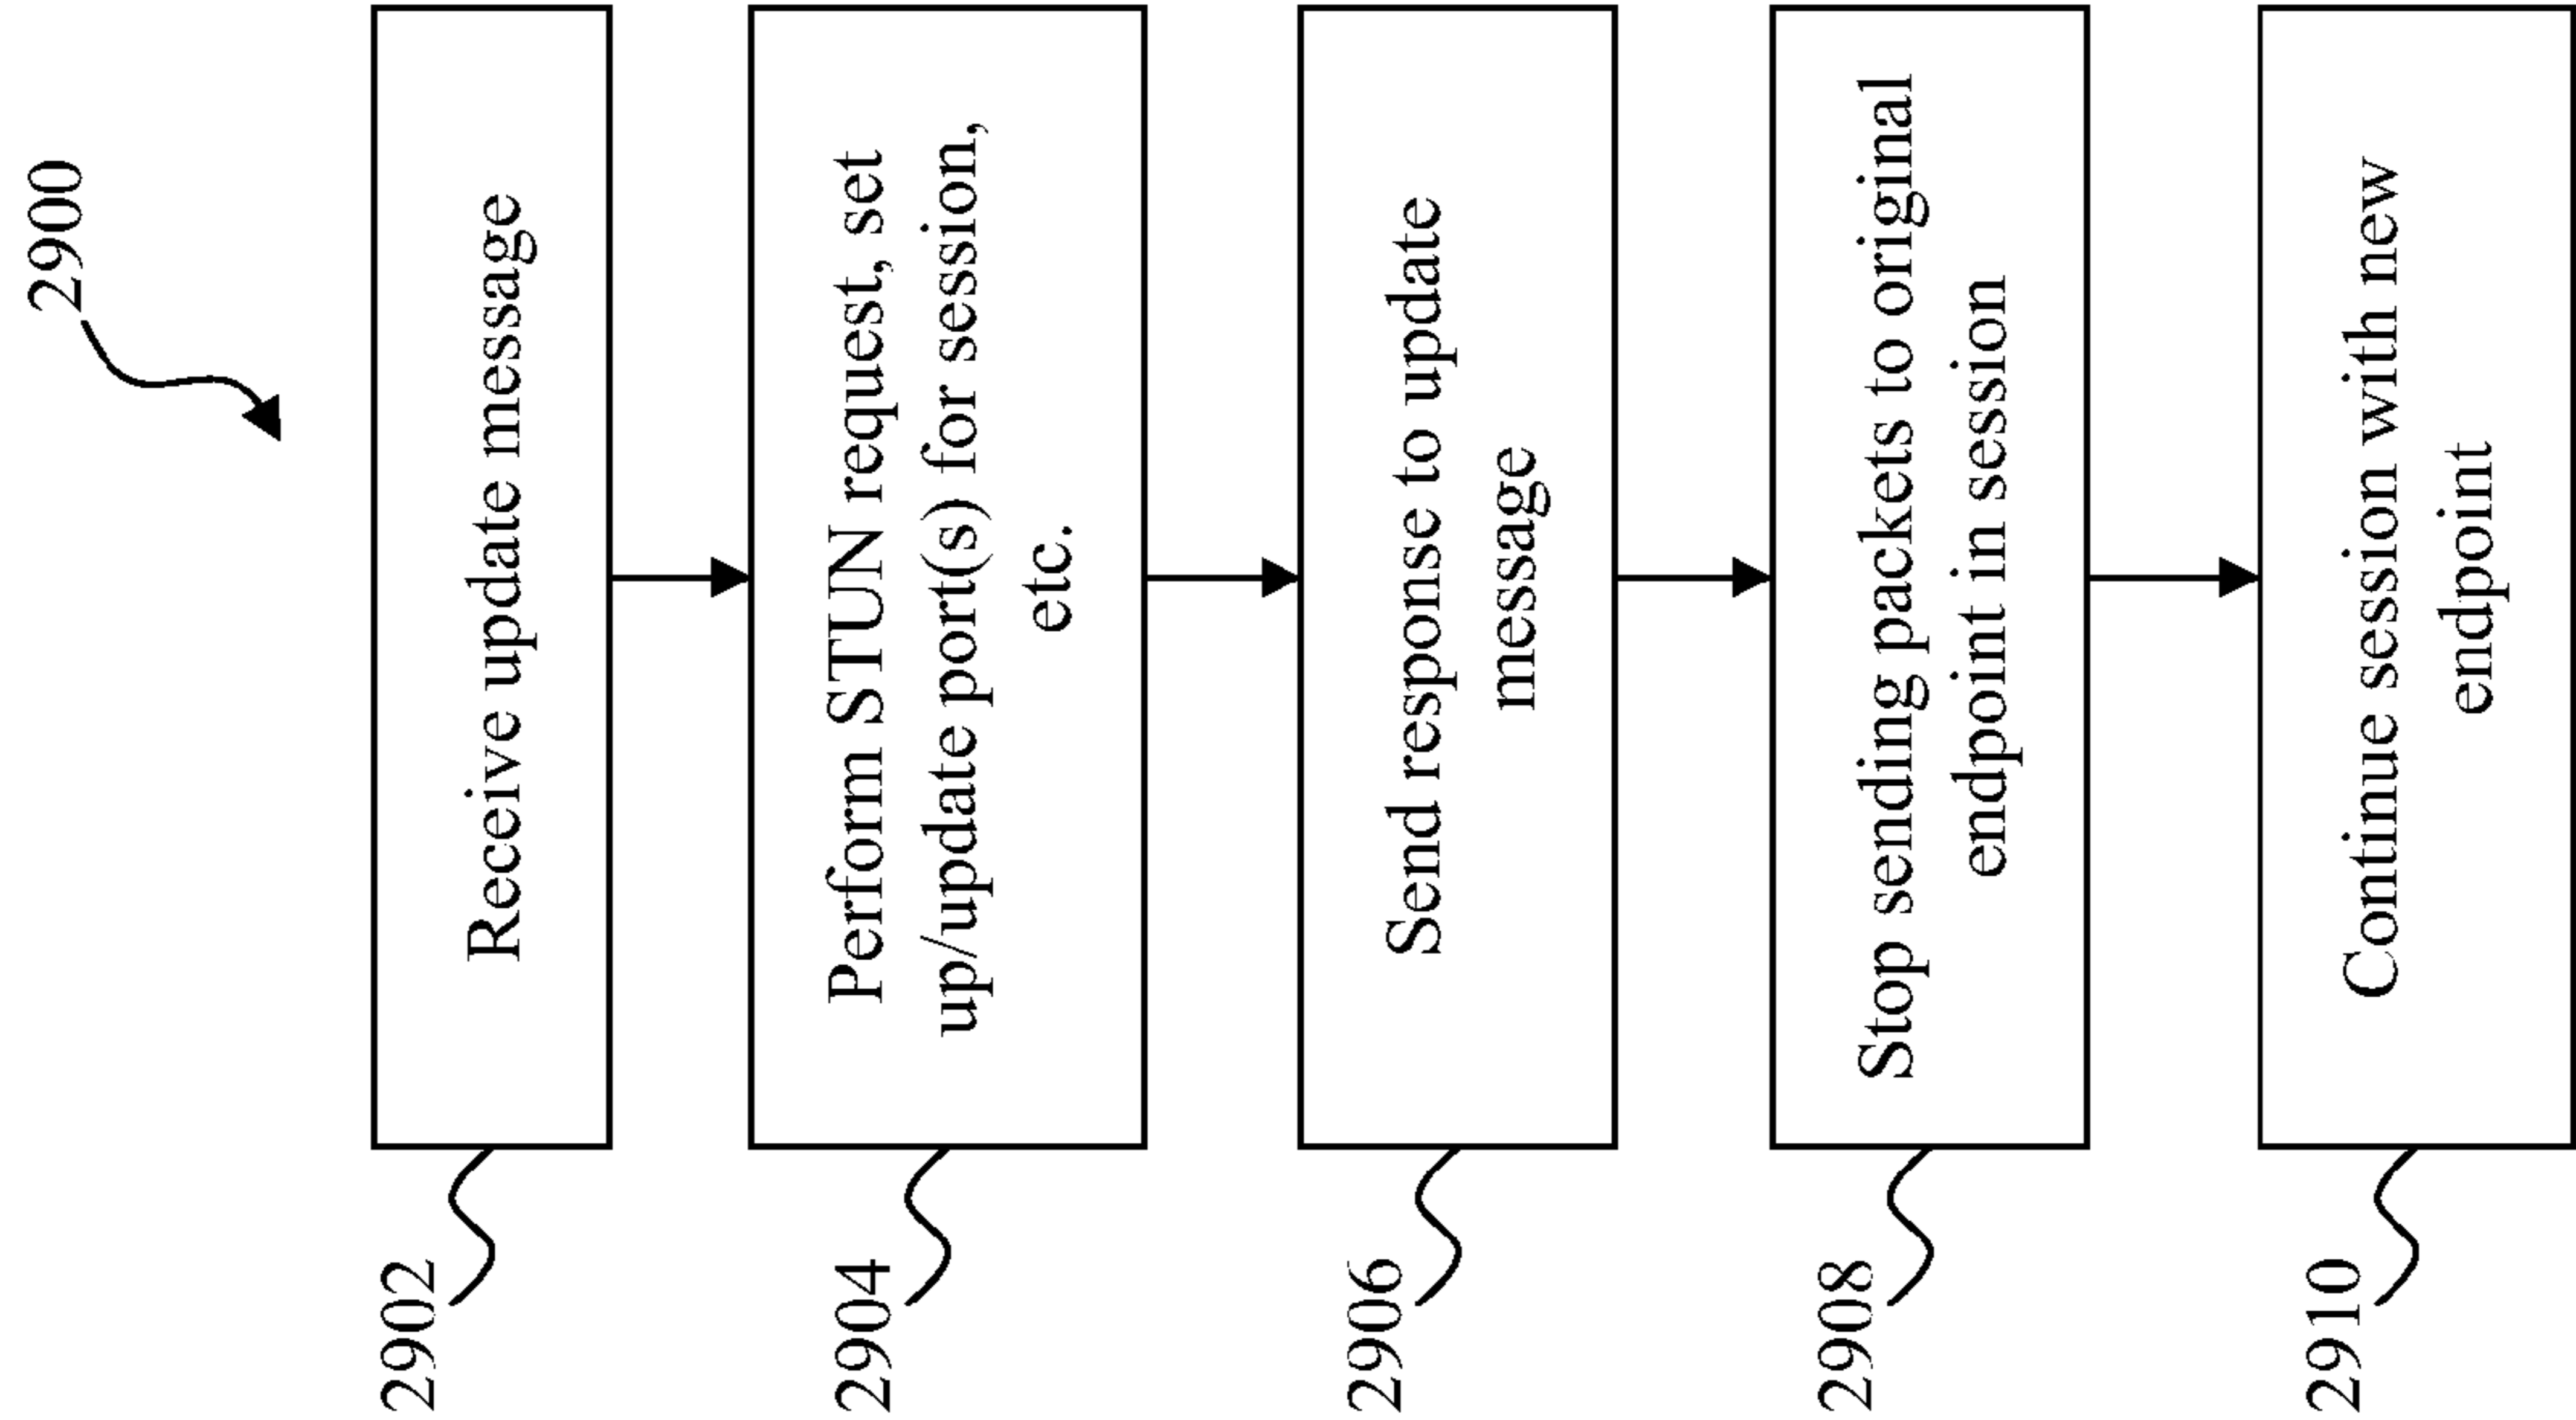 2900
2902
Receive update message
2904
Perform STUN request, set
up/update port(s) for session,
etc.
2906
Send response to update
message
2908
Stop sending packets to original
endpoint in session
2910
Continue session with new
endpoint